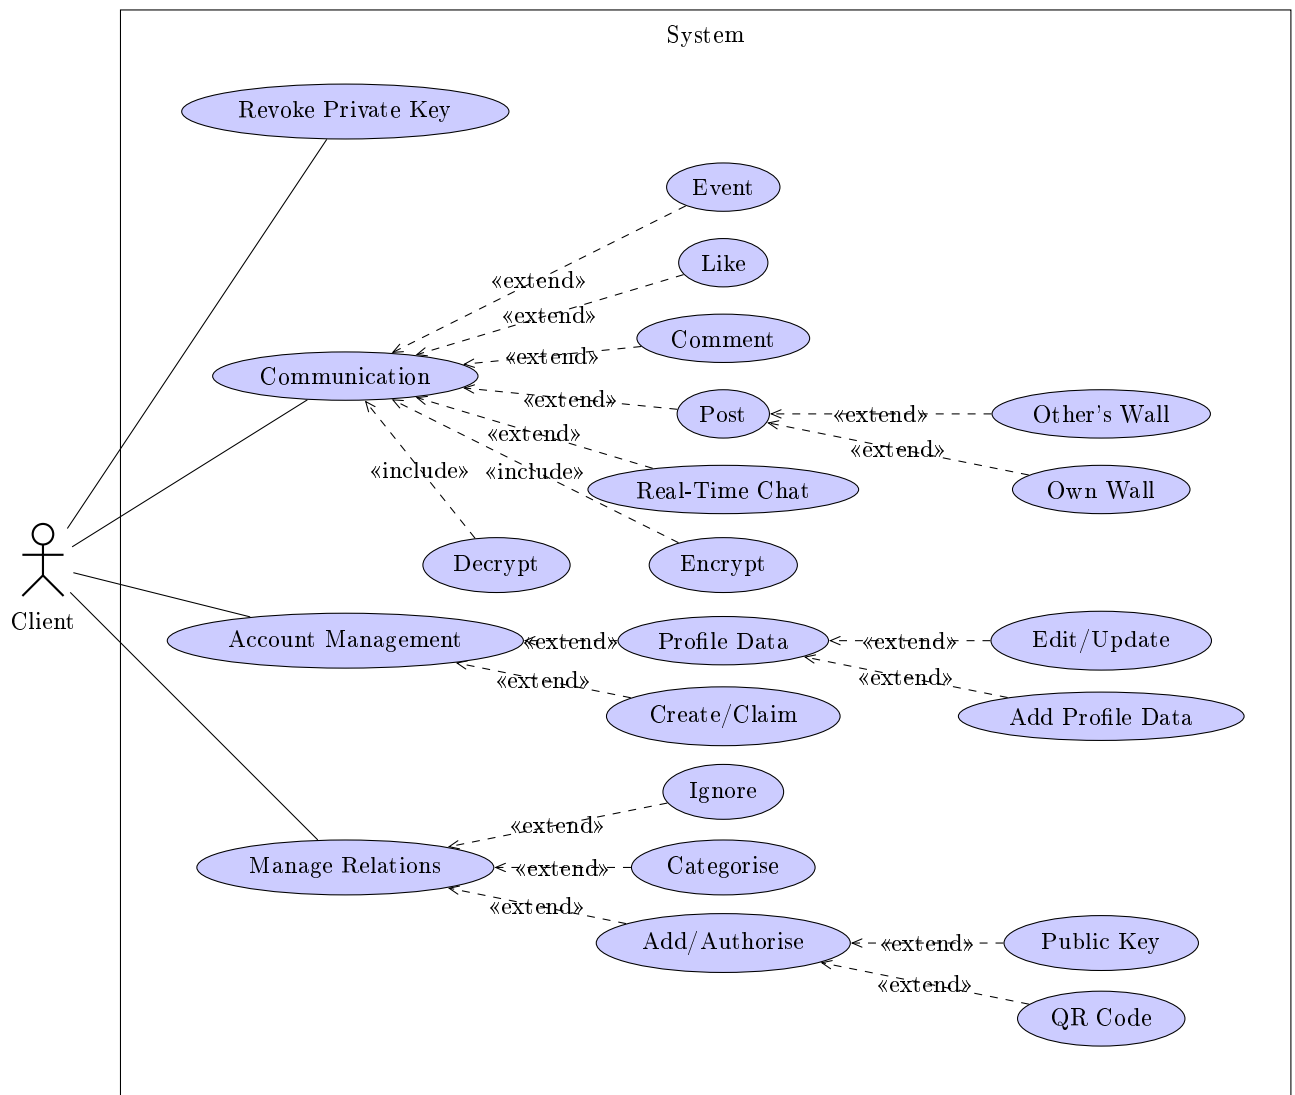 System
Revoke Private Key
Event
«extend»
Like
«extend»
Comment
«extend»
Communication
Post
«extend»
Other's Wall
«extend»
Real-Time Chat
«extend»
Own Wall
«extend»
Decrypt
«include»
Encrypt
«include»
Client
Account Management
«extend»
Profile Data
«extend»
Edit/Update
«extend»
Create/Claim
«extend»
Add Profile Data
Ignore
«extend»
Manage Relations
«extend»
Categorise
«extend»
Add/Authorise
«extend»
Public Key
«extend»
QR Code